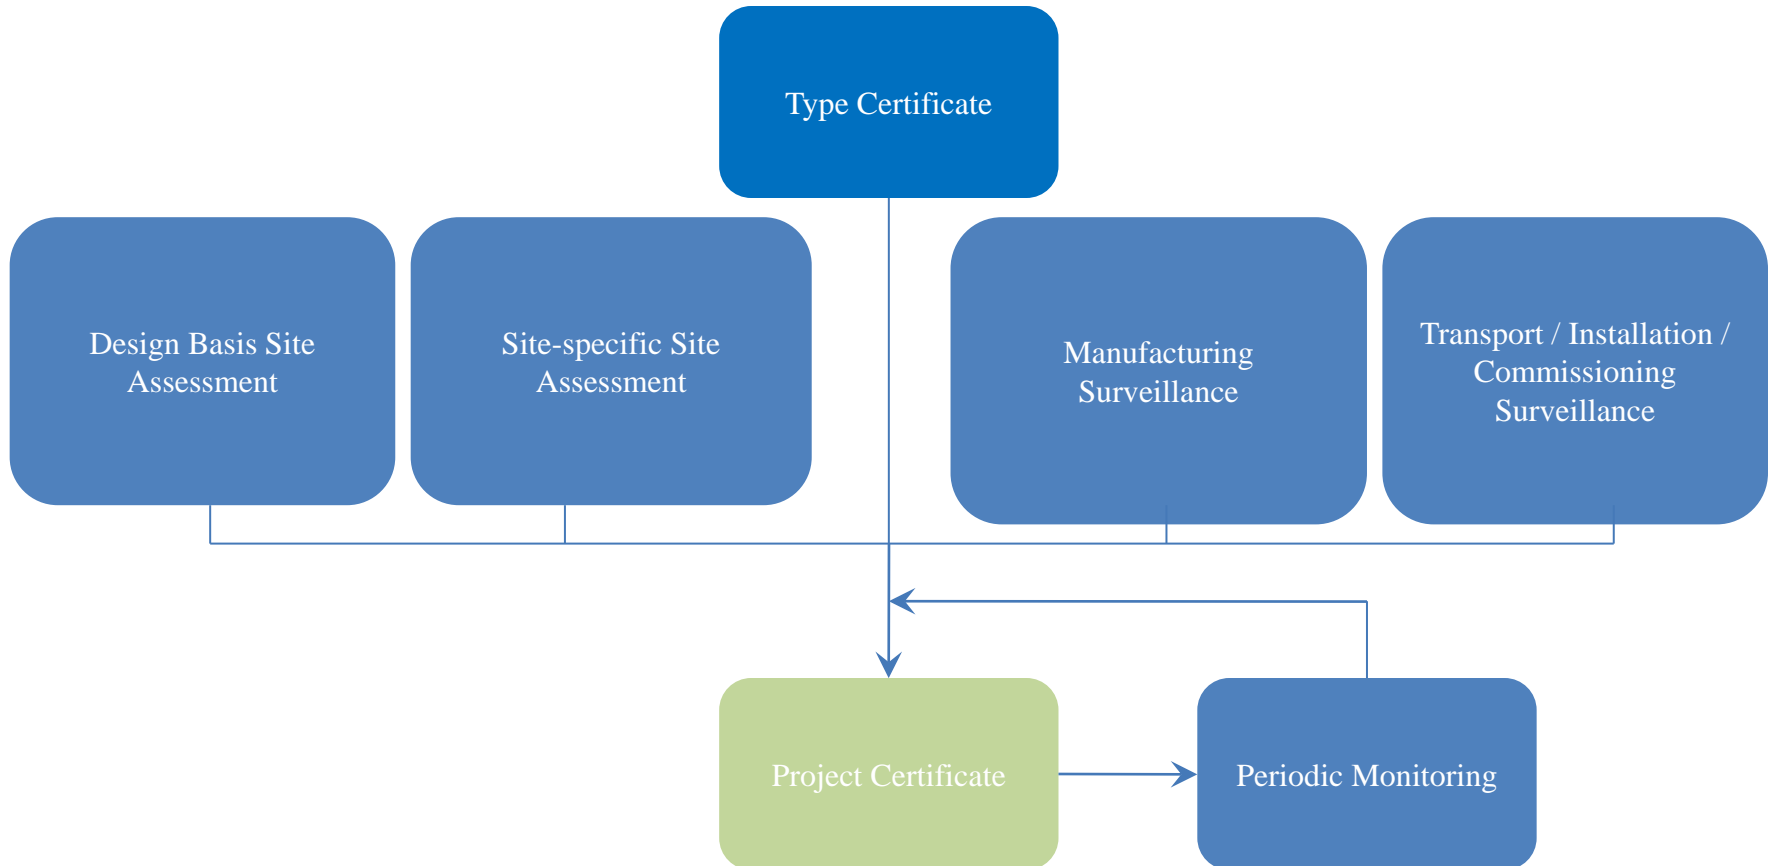 Type Certificate
Design Basis Site
Assessment
Site-specific Site
Assessment
Manufacturing
Surveillance
Transport / Installation /
Commissioning
Surveillance
Project Certificate
Periodic Monitoring